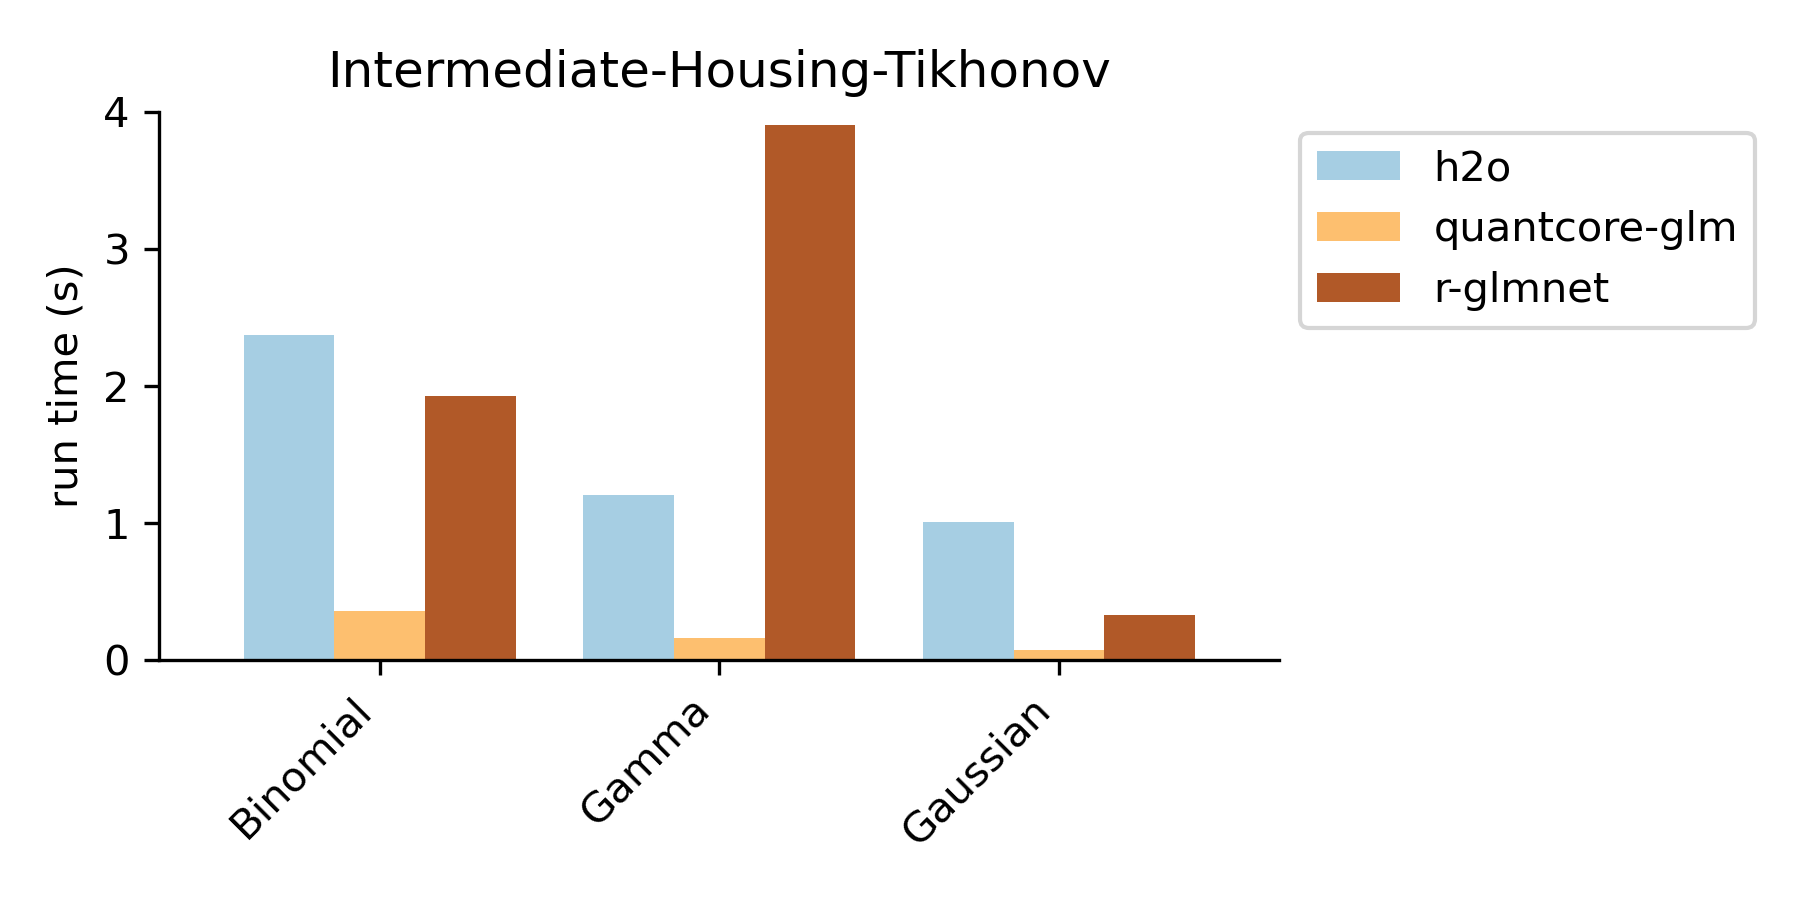 Intermediate-Housing-Tikhonov
4
3
2
1
0
run time (s)
Binomial
Gamma
Gaussian
h2o
quantcore-glm
r-glmnet